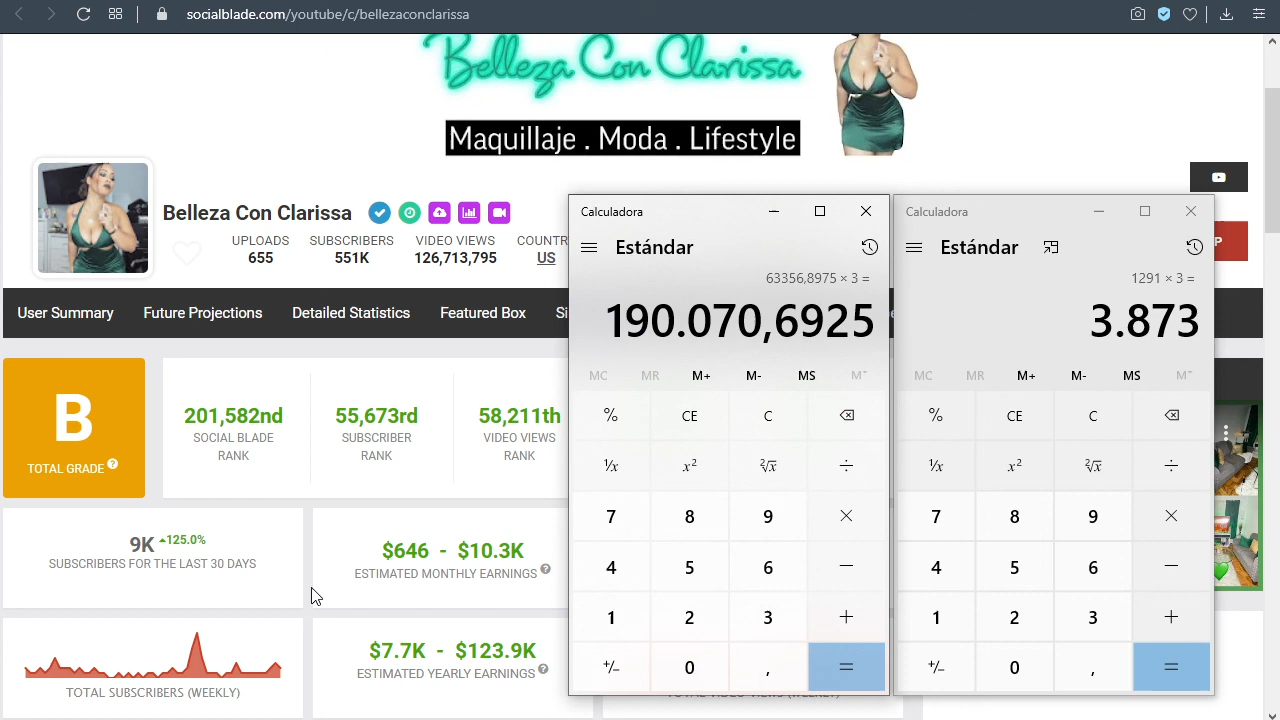 socialblade.com/youtube/c/bellezaconclarissa
Belleza Con Clarissa
Maquillaje . Moda . Lifestyle
Belleza Con Clarissa
UPLOADS
655
SUBSCRIBERS
551K
VIDEO VIEWS
126,713,795
COUNTR
US
P
User Summary
Future Projections
Detailed Statistics
Featured Box
Si
B
TOTAL GRADE
201,582nd
SOCIAL BLADE
RANK
55,673rd
SUBSCRIBER
RANK
58,211th
VIDEO VIEWS
RANK
9K 125.0%
SUBSCRIBERS FOR THE LAST 30 DAYS
$646 - $10.3K
ESTIMATED MONTHLY EARNINGS
TOTAL SUBSCRIBERS (WEEKLY)
$7.7K - $123.9K
ESTIMATED YEARLY EARNINGS
Calculadora
Estándar
63356,8975 × 3 =
190.070,6925
MC MR M+ M- MS M˅
% CE C
¹/x x² ²√x ÷
7 8 9 ×
4 5 6 −
1 2 3 +
+/− 0 , =
Calculadora
Estándar
1291 × 3 =
3.873
MC MR M+ M- MS M˅
% CE C
¹/x x² ²√x ÷
7 8 9 ×
4 5 6 −
1 2 3 +
+/− 0 , =